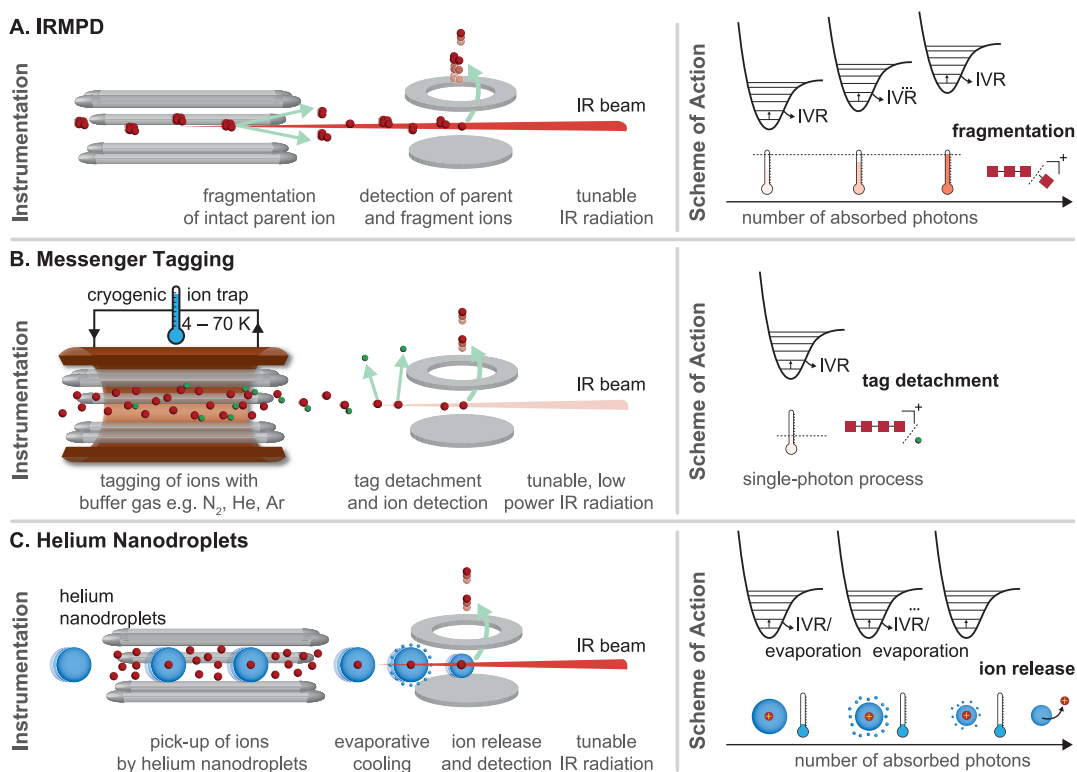 A. IRMPD
Instrumentation
IR beam
fragmentation
of intact parent ion
detection of parent
and fragment ions
tunable
IR radiation
Scheme of Action
IVR
IVR
...
IVR
fragmentation
+
number of absorbed photons
B. Messenger Tagging
Instrumentation
cryogenic ion trap
4 – 70 K
IR beam
tagging of ions with
buffer gas e.g. N₂, He, Ar
tag detachment
and ion detection
tunable, low
power IR radiation
Scheme of Action
IVR
tag detachment
+
single-photon process
C. Helium Nanodroplets
Instrumentation
helium
nanodroplets
IR beam
pick-up of ions
by helium nanodroplets
evaporative
cooling
ion release
and detection
tunable
IR radiation
Scheme of Action
IVR/
evaporation
...
IVR/
evaporation
ion release
+
+
+
+
number of absorbed photons